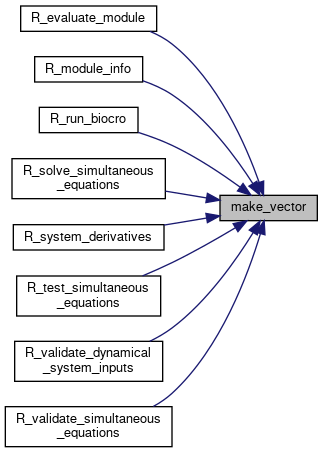 R_evaluate_module
R_module_info
R_run_biocro
R_solve_simultaneous
_equations
make_vector
R_system_derivatives
R_test_simultaneous
_equations
R_validate_dynamical
_system_inputs
R_validate_simultaneous
_equations